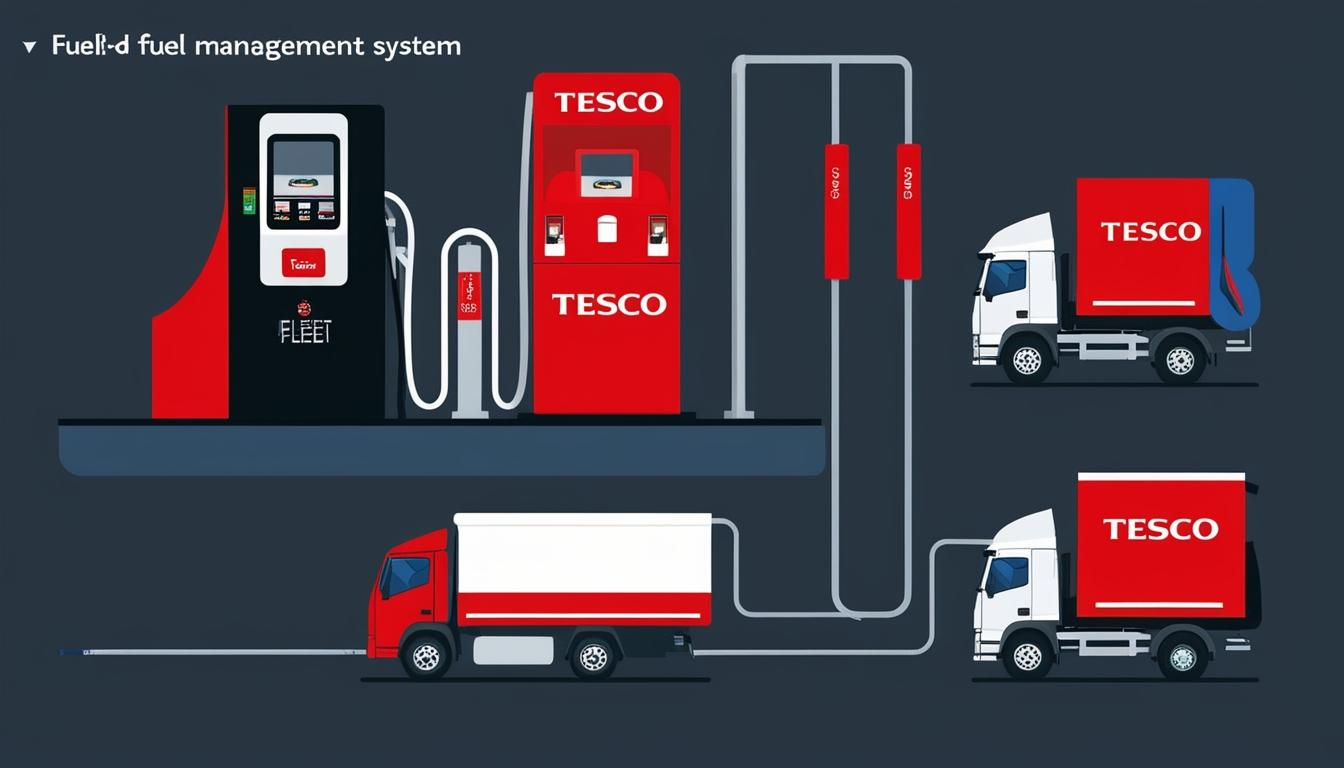 fuel management system
TESCO
TESCO
FLEET
TESCO
TESCO